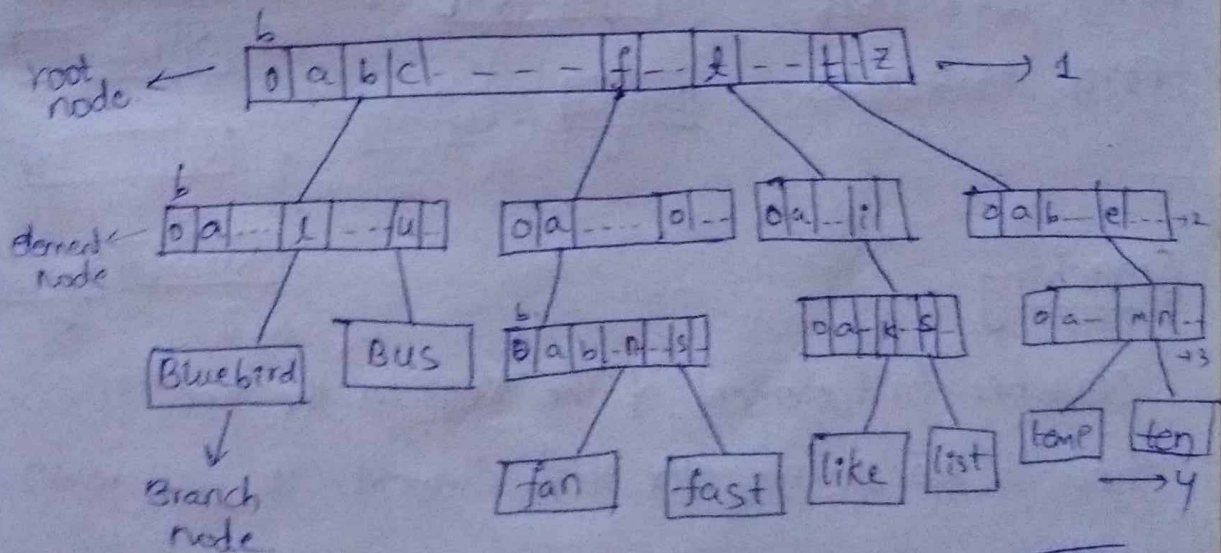 b
0 a b c - - - - f - - l - - t z → 1
root node ←
b
0 a ... l ... u ..
0 a ..... o ..
0 a ... i
0 a b ... e ... → 2
element node ←
b
0 a b .. n .. s ..
0 a - k - s -
0 a - m n ..
→ 3
Bluebird
Bus
fan
fast
like
list
temp
ten
→ 4
Branch node